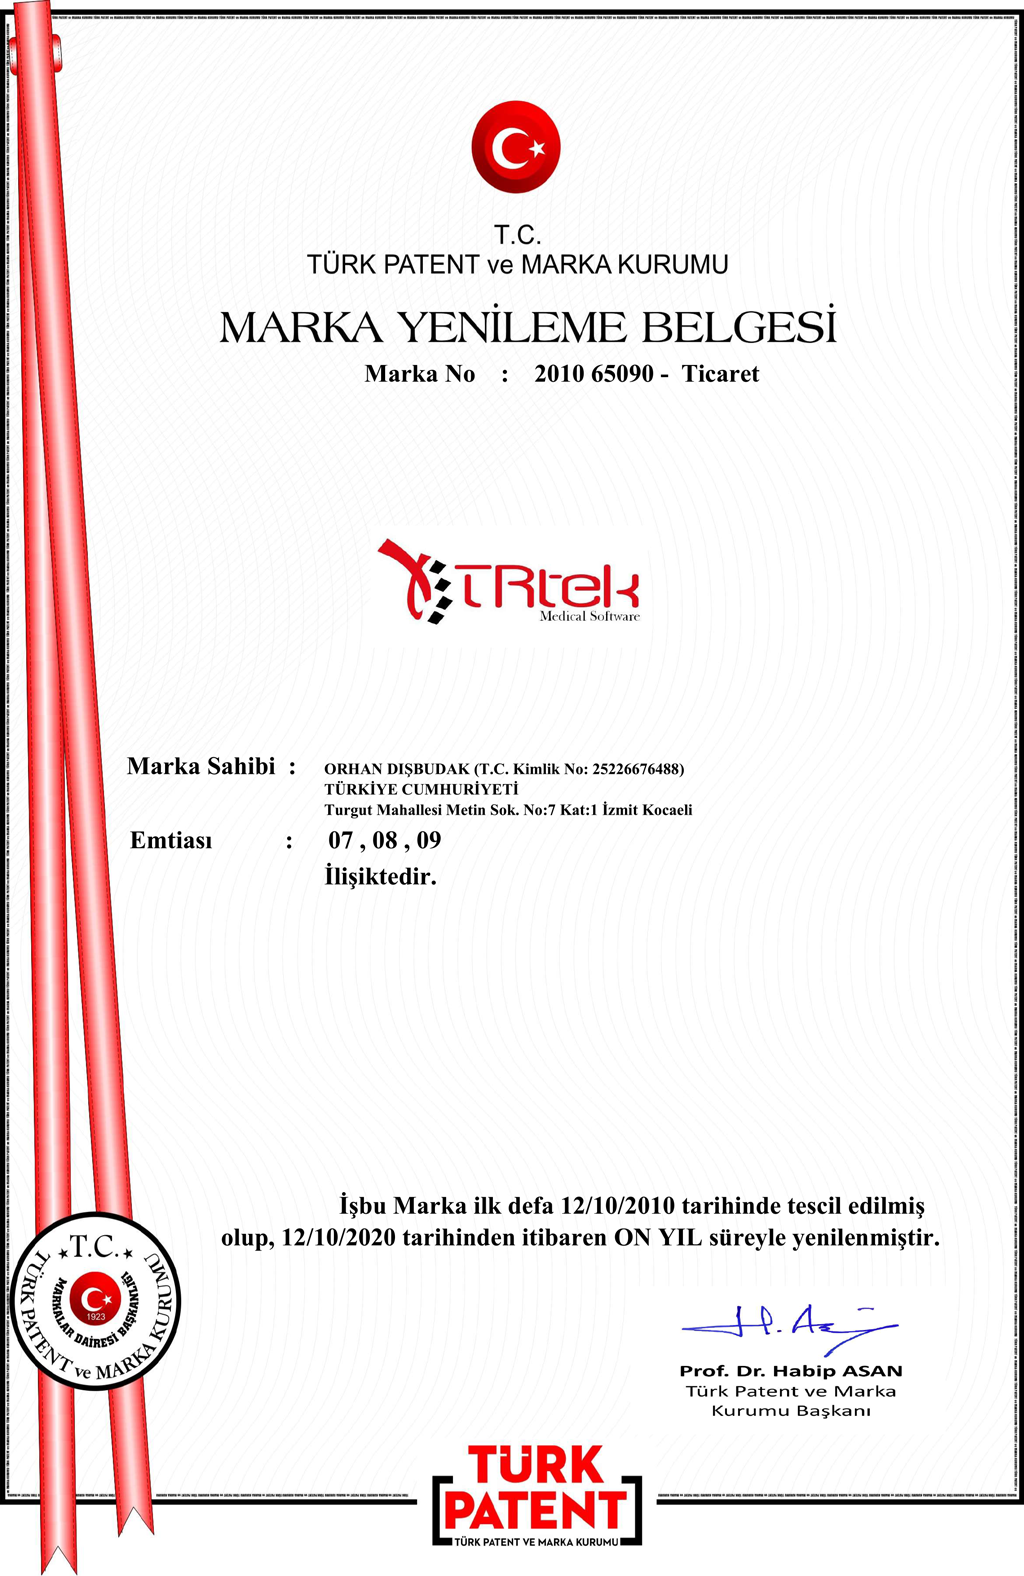 T.C.
TÜRK PATENT ve MARKA KURUMU
MARKA YENİLEME BELGESİ
Marka No : 2010 65090 - Ticaret
TRtek
Medical Software
Marka Sahibi : ORHAN DIŞBUDAK (T.C. Kimlik No: 25226676488)
TÜRKİYE CUMHURİYETİ
Turgut Mahallesi Metin Sok. No:7 Kat:1 İzmit Kocaeli
Emtiası : 07 , 08 , 09
İlişiktedir.
İşbu Marka ilk defa 12/10/2010 tarihinde tescil edilmiş
olup, 12/10/2020 tarihinden itibaren ON YIL süreyle yenilenmiştir.
T.C.
TÜRK PATENT ve MARKA KURUMU
MARKALAR DAİRESİ BAŞKANLIĞI
1923
Prof. Dr. Habip ASAN
Türk Patent ve Marka
Kurumu Başkanı
TÜRK
PATENT
TÜRK PATENT VE MARKA KURUMU